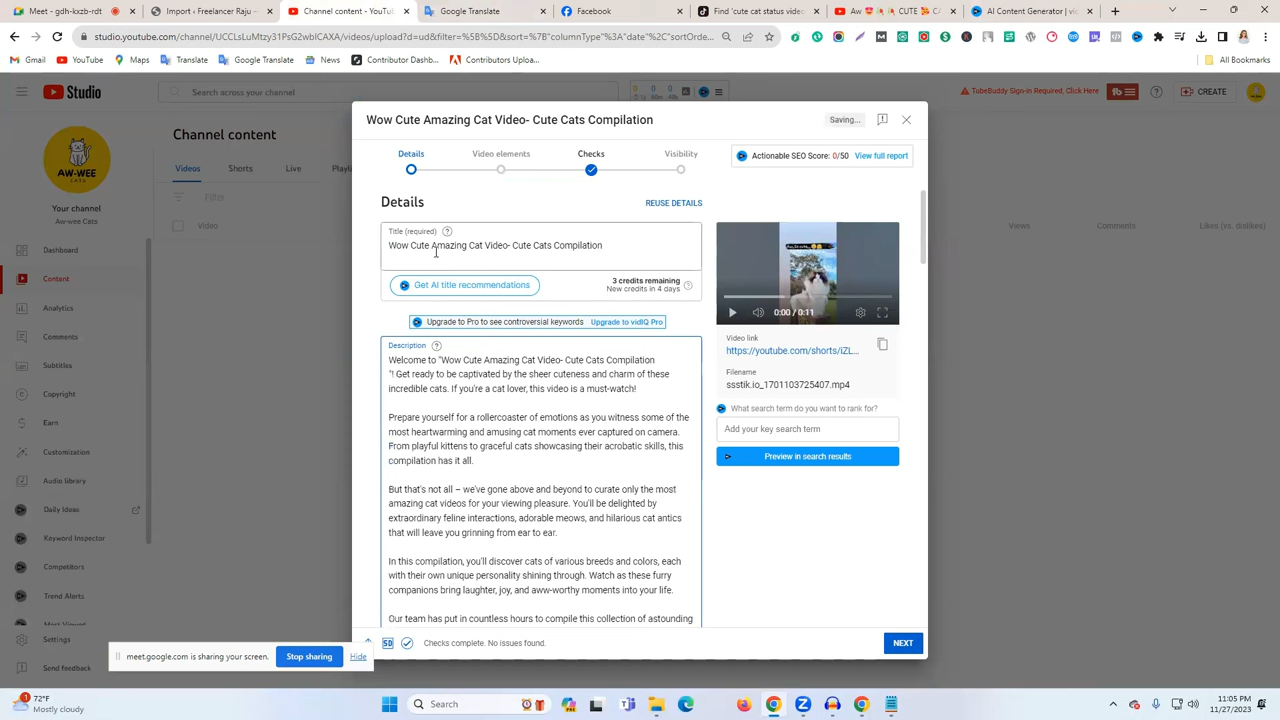 Meet - gdh-kxzb-hec
Imported - Freelancer Raju -
Channel content - YouTube
Google Translate
Facebook
"cute cat status video -
AI Content Generator | vid
studio.youtube.com/channel/UCCLsLuMtzy31PsG2wbICAXA/videos/upload?d=ud&filter=%5B%5D&sort=%7B"columnType"%3A"date"%2C"sortOrde...
Gmail
YouTube
Maps
Translate
Google Translate
News
Contributor Dashb...
Contributors Uploa...
All Bookmarks
Studio
Search across your channel
TubeBuddy Sign-in Required, Click Here
CREATE
AW-WEE
CATS
Your channel
Aw-wee Cats
Dashboard
Content
Analytics
Comments
Subtitles
Copyright
Earn
Customization
Audio library
Daily Ideas
Keyword Inspector
Competitors
Trend Alerts
Most Viewed
Settings
Send feedback
Channel content
Videos
Shorts
Live
Playli
Filter
Video
Views
Comments
Likes (vs. dislikes)
Wow Cute Amazing Cat Video- Cute Cats Compilation
Saving...
Details
Video elements
Checks
Visibility
Actionable SEO Score: 0/50
View full report
Details
REUSE DETAILS
Title (required)
Wow Cute Amazing Cat Video- Cute Cats Compilation
Get AI title recommendations
3 credits remaining
New credits in 4 days
Upgrade to Pro to see controversial keywords
Upgrade to vidIQ Pro
Description
Welcome to "Wow Cute Amazing Cat Video- Cute Cats Compilation
"! Get ready to be captivated by the sheer cuteness and charm of these
incredible cats. If you're a cat lover, this video is a must-watch!
Prepare yourself for a rollercoaster of emotions as you witness some of the
most heartwarming and amusing cat moments ever captured on camera.
From playful kittens to graceful cats showcasing their acrobatic skills, this
compilation has it all.
But that's not all – we've gone above and beyond to curate only the most
amazing cat videos for your viewing pleasure. You'll be delighted by
extraordinary feline interactions, adorable meows, and hilarious cat antics
that will leave you grinning from ear to ear.
In this compilation, you'll discover cats of various breeds and colors, each
with their own unique personality shining through. Watch as these furry
companions bring laughter, joy, and aww-worthy moments into your life.
Our team has put in countless hours to compile this collection of astounding
0:00 / 0:11
Video link
https://youtube.com/shorts/iZL...
Filename
ssstik.io_1701103725407.mp4
What search term do you want to rank for?
Add your key search term
Preview in search results
SD
Checks complete. No issues found.
NEXT
meet.google.com is sharing your screen.
Stop sharing
Hide
72°F
Mostly cloudy
Search
11:05 PM
11/27/2023